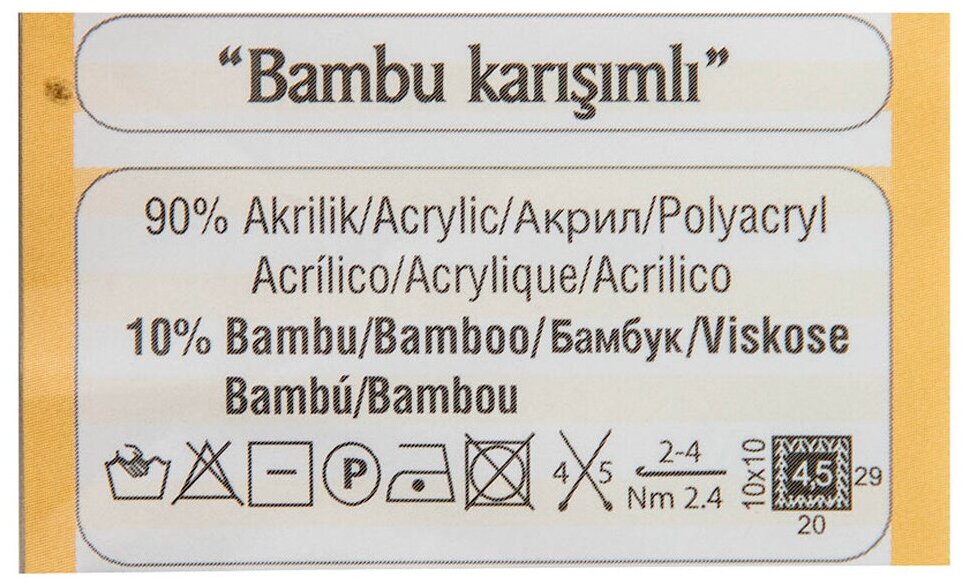 “Bambu karışımlı”
90% Akrilik/Acrylic/Акрил/Polyacryl
Acrílico/Acrylique/Acrilico
10% Bambu/Bamboo/Бамбук/Viskose
Bambú/Bambou
P 4 5 2-4 10x10 4,5 29
Nm 2.4 20